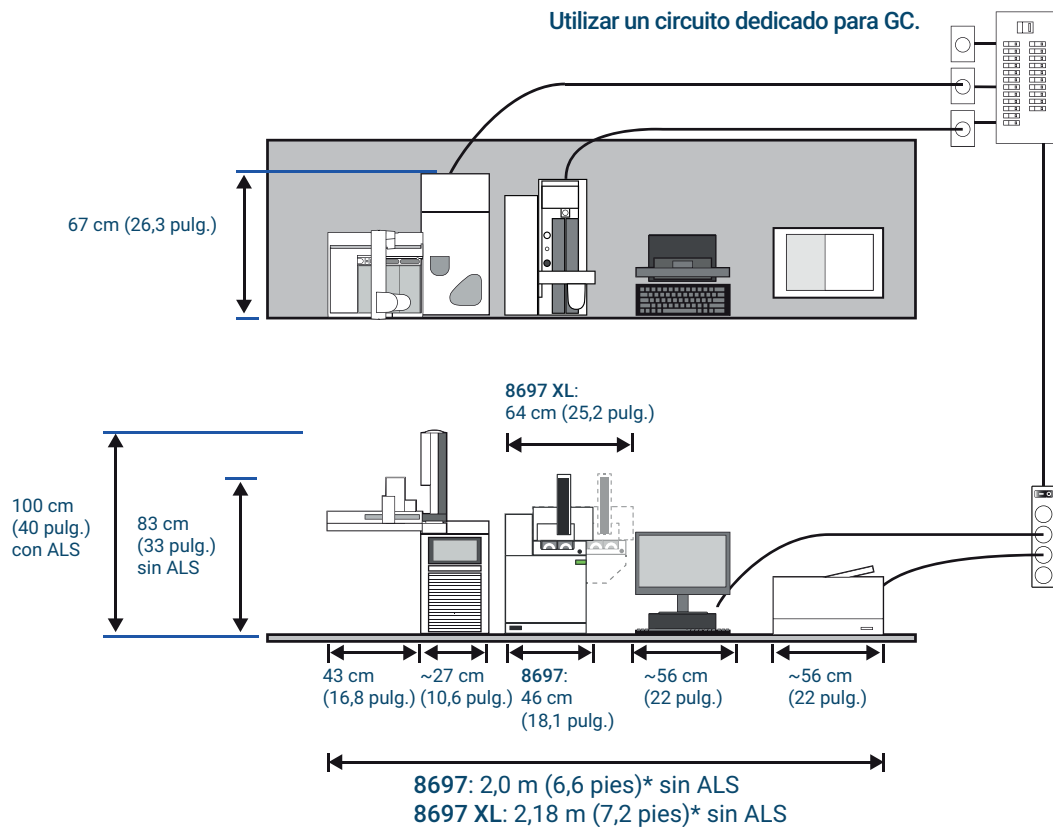 Utilizar un circuito dedicado para GC.
67 cm (26,3 pulg.)
8697 XL:
64 cm (25,2 pulg.)
100 cm
(40 pulg.)
con ALS
83 cm
(33 pulg.)
sin ALS
43 cm
(16,8 pulg.)
~27 cm
(10,6 pulg.)
8697:
46 cm
(18,1 pulg.)
~56 cm
(22 pulg.)
~56 cm
(22 pulg.)
8697: 2,0 m (6,6 pies)* sin ALS
8697 XL: 2,18 m (7,2 pies)* sin ALS